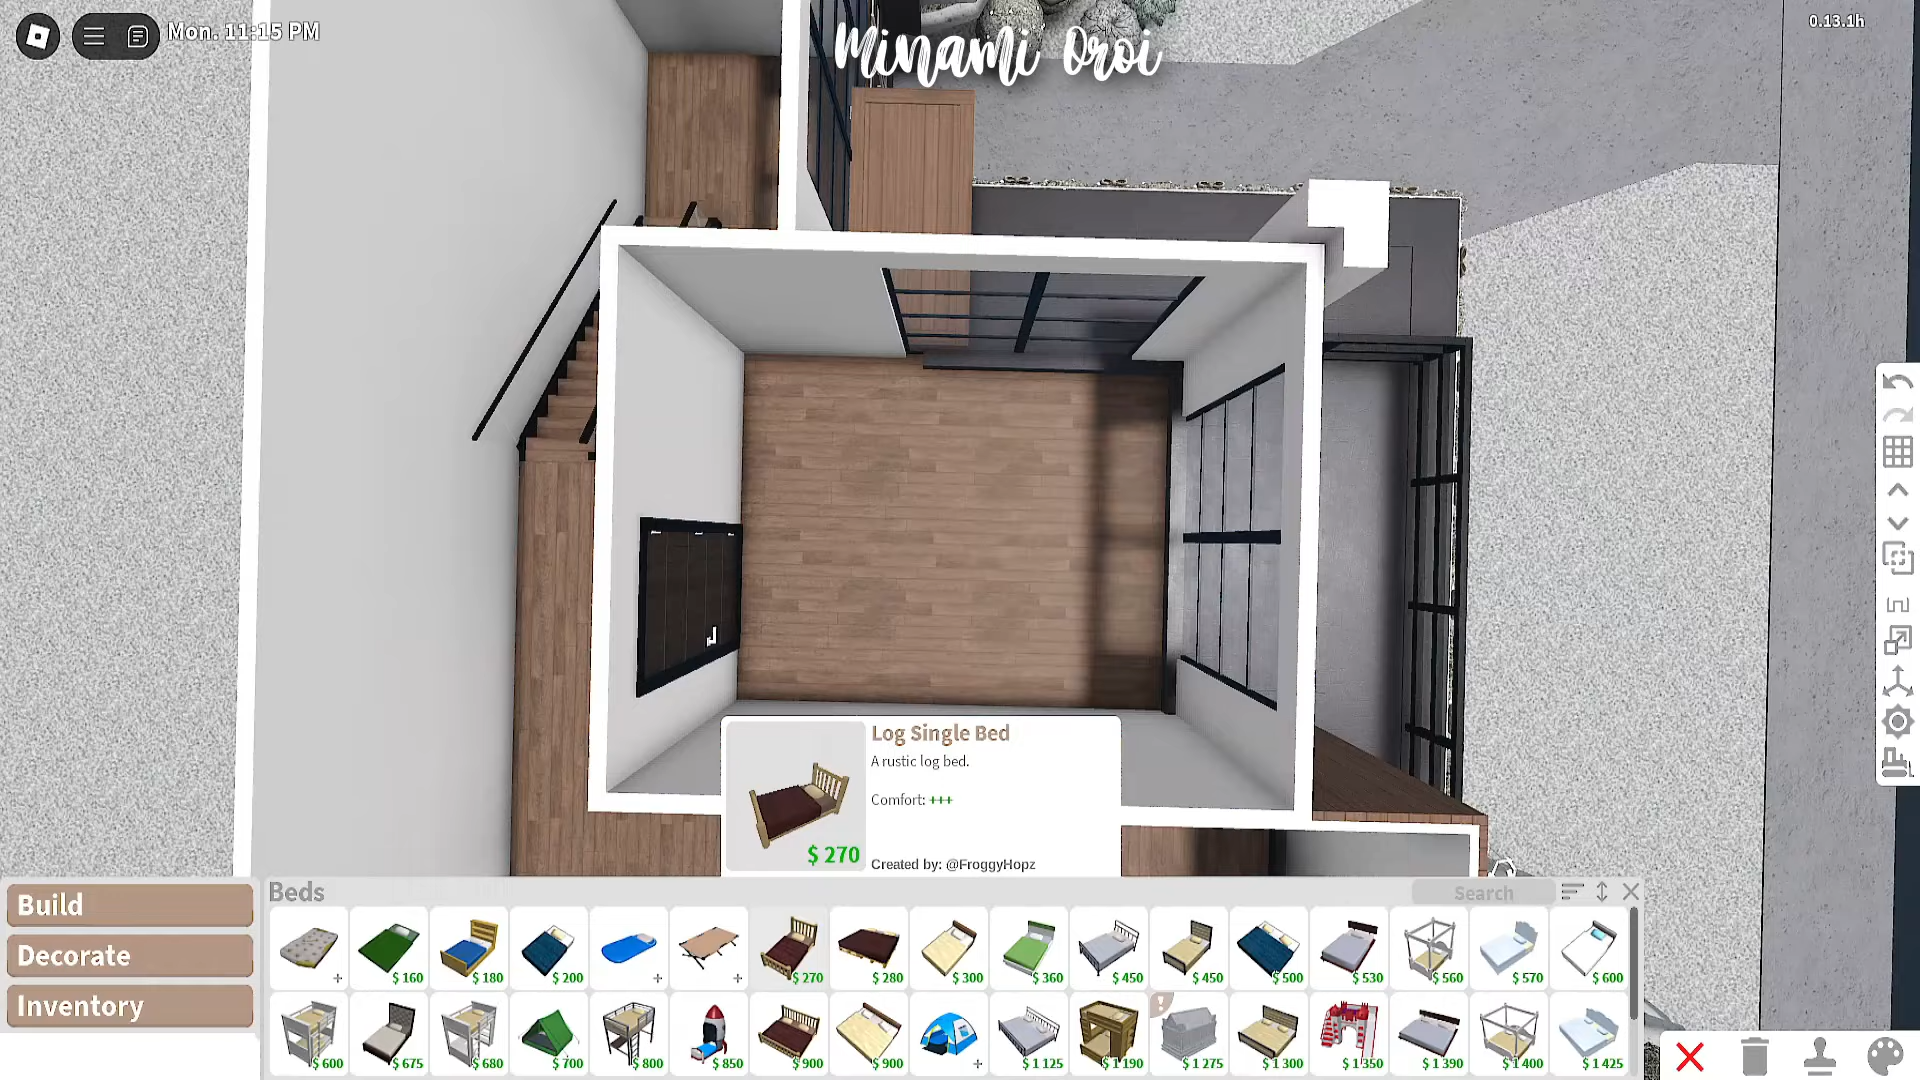 Mon. 11:15 PM
Minami Oroi
0.13.1h
Log Single Bed
A rustic log bed.
Comfort: +++
$ 270
Created by: @FroggyHopz
Build
Decorate
Inventory
Beds
Search
+ $ 160 $ 180 $ 200 + + $ 270 $ 280 $ 300 $ 360 $ 450 $ 450 $ 500 $ 530 $ 560 $ 570 $ 600
$ 600 $ 675 $ 680 $ 700 $ 800 $ 850 $ 900 $ 900 + $ 1 125 $ 1 190 $ 1 275 $ 1 300 $ 1 350 $ 1 390 $ 1 400 $ 1 425